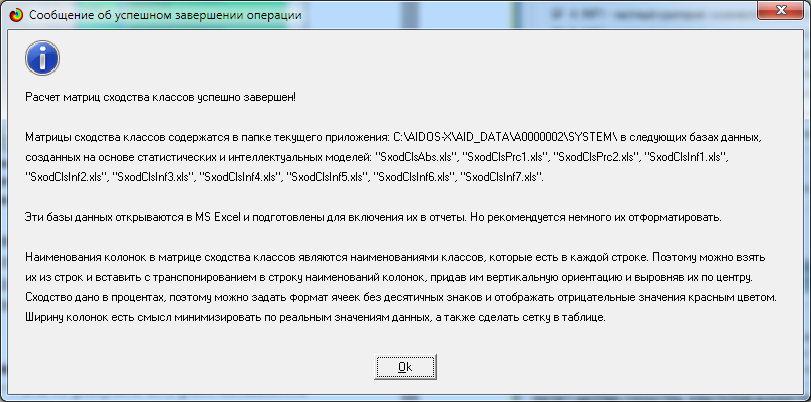 Сообщение об успешном завершении операции
Расчет матриц сходства классов успешно завершен!
Матрицы сходства классов содержатся в папке текущего приложения: C:\AIDOS-X\AID_DATA\A0000002\SYSTEM\ в следующих базах данных,
созданных на основе статистических и интеллектуальных моделей: "SxodClsAbs.xls", "SxodClsPrc1.xls", "SxodClsPrc2.xls", "SxodClsInf1.xls",
"SxodClsInf2.xls", "SxodClsInf3.xls", "SxodClsInf4.xls", "SxodClsInf5.xls", "SxodClsInf6.xls", "SxodClsInf7.xls".
Эти базы данных открываются в MS Excel и подготовлены для включения их в отчеты. Но рекомендуется немного их отформатировать.
Наименования колонок в матрице сходства классов являются наименованиями классов, которые есть в каждой строке. Поэтому можно взять
их из строк и вставить с транспонированием в строку наименований колонок, придав им вертикальную ориентацию и выровняв их по центру.
Сходство дано в процентах, поэтому можно задать формат ячеек без десятичных знаков и отображать отрицательные значения красным цветом.
Ширину колонок есть смысл минимизировать по реальным значениям данных, а также сделать сетку в таблице.
Ok